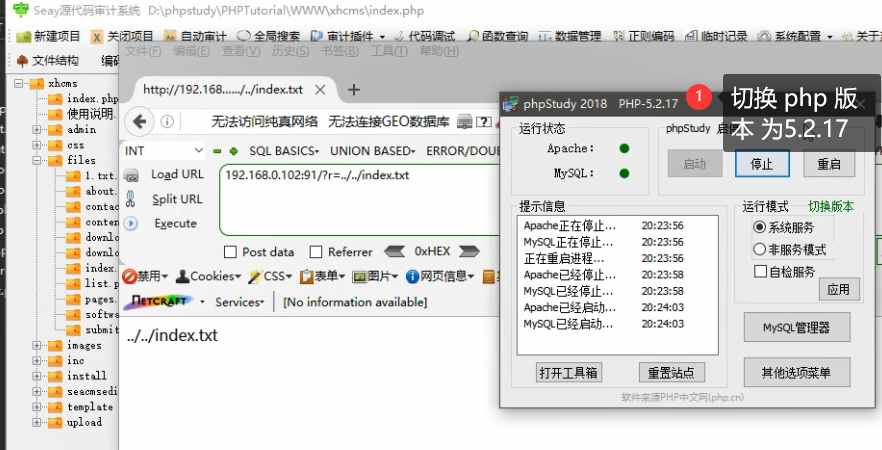 Seay源代码审计系统 D:\phpstudy\PHPTutorial\WWW\xhcms\index.php
新建项目 关闭项目 自动审计 全局搜索 审计插件 代码调试 函数查询 数据管理 正则编码 临时记录 系统配置 关于
文件结构 编
文件(F) 编辑(E) 查看(V) 历史(S) 书签(B) 工具(T) 帮助(H)
xhcms
index.php
使用说明.
admin
css
files
1.txt.
about.
contac
conten
downlo
downlo
index.
list.p
pages.
softwa
submit
images
inc
install
seacmsedi
template
upload
http://192.168....../../index.txt
无法访问纯真网络 无法连接GEO数据库
INT
SQL BASICS UNION BASED ERROR/DOU
Load URL
Split URL
Execute
192.168.0.102:91/?r=../../index.txt
Post data Referrer 0xHEX
禁用 Cookies CSS 表单 图片 网页信息
NETCRAFT Services [No information available]
../../index.txt
phpStudy 2018 PHP-5.2.17
1
切换 php 版
本 为5.2.17
运行状态
Apache:
MySQL:
phpStudy 启
启动 停止 重启
提示信息
Apache正在停止... 20:23:56
MySQL正在停止... 20:23:56
正在重启进程... 20:23:56
Apache已经停止... 20:23:58
MySQL已经停止... 20:23:58
Apache已经启动... 20:24:03
MySQL已经启动... 20:24:03
运行模式 切换版本
系统服务
非服务模式
自检服务
应用
MySQL管理器
打开工具箱 重置站点 其他选项菜单
软件来源PHP中文网(php.cn)